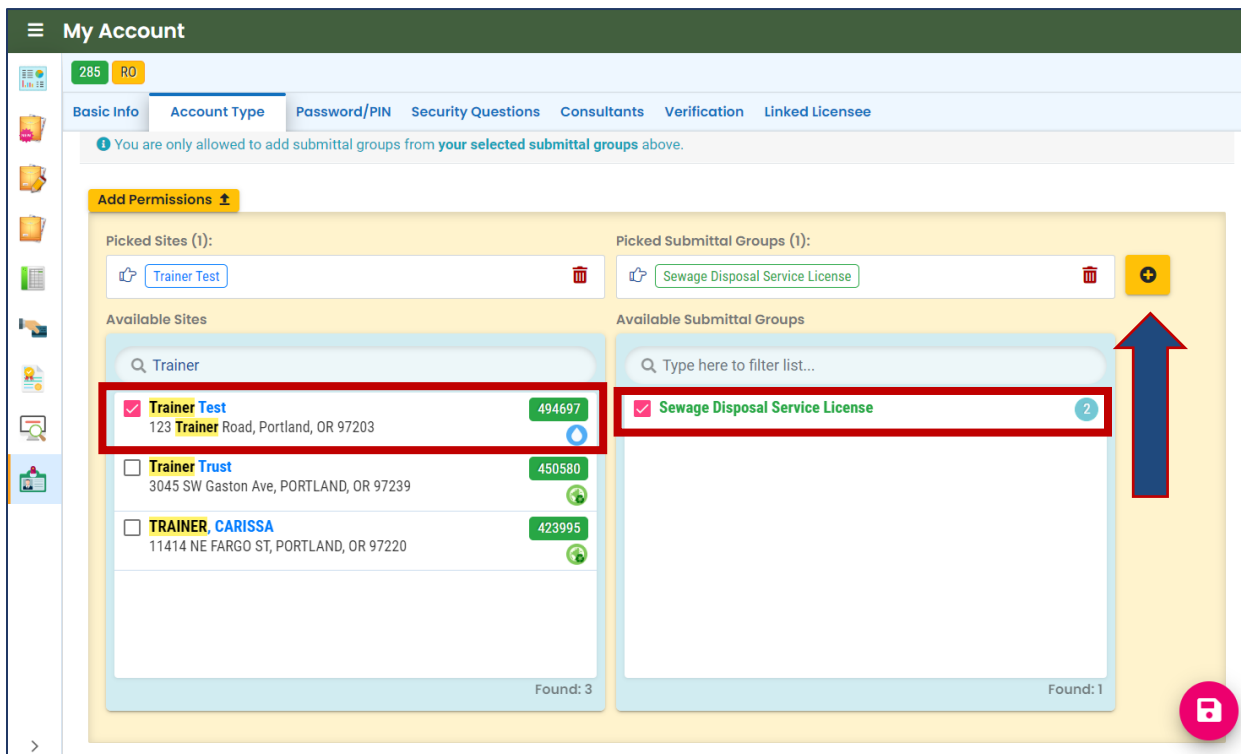 My Account
285 RO
Basic Info Account Type Password/PIN Security Questions Consultants Verification Linked Licensee
You are only allowed to add submittal groups from your selected submittal groups above.
Add Permissions
Picked Sites (1):
Trainer Test
Picked Submittal Groups (1):
Sewage Disposal Service License
Available Sites
Trainer
Trainer Test 494697
123 Trainer Road, Portland, OR 97203
Trainer Trust 450580
3045 SW Gaston Ave, PORTLAND, OR 97239
TRAINER, CARISSA 423995
11414 NE FARGO ST, PORTLAND, OR 97220
Found: 3
Available Submittal Groups
Type here to filter list...
Sewage Disposal Service License 2
Found: 1